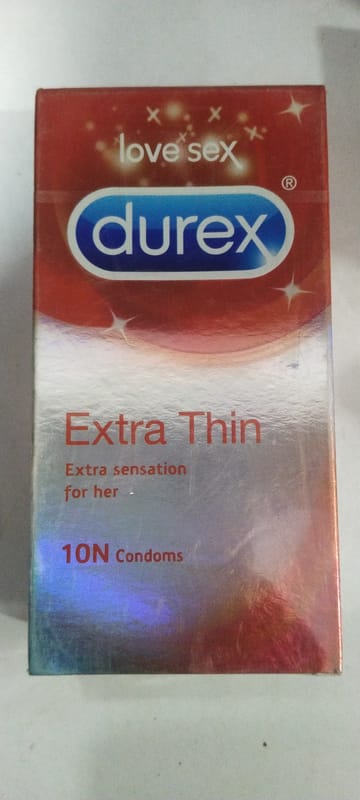 love sex
durex®
Extra Thin
Extra sensation
for her
10N Condoms